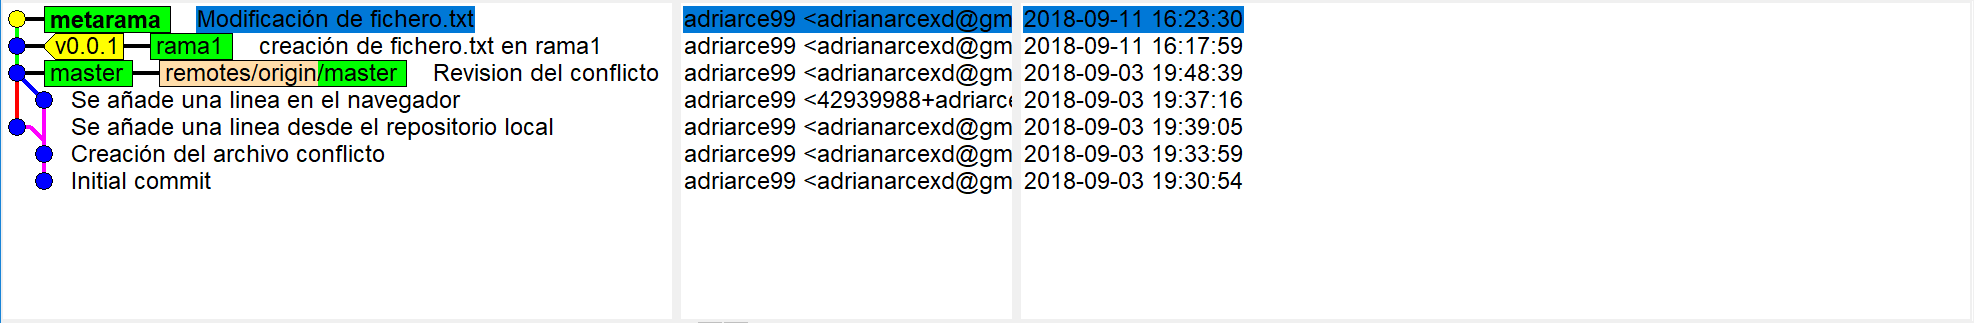 metarama Modificación de fichero.txt adriarce99 <adrianarcexd@gm 2018-09-11 16:23:30
v0.0.1 rama1 creación de fichero.txt en rama1 adriarce99 <adrianarcexd@gm 2018-09-11 16:17:59
master remotes/origin/master Revision del conflicto adriarce99 <adrianarcexd@gm 2018-09-03 19:48:39
Se añade una linea en el navegador adriarce99 <42939988+adriarce 2018-09-03 19:37:16
Se añade una linea desde el repositorio local adriarce99 <adrianarcexd@gm 2018-09-03 19:39:05
Creación del archivo conflicto adriarce99 <adrianarcexd@gm 2018-09-03 19:33:59
Initial commit adriarce99 <adrianarcexd@gm 2018-09-03 19:30:54